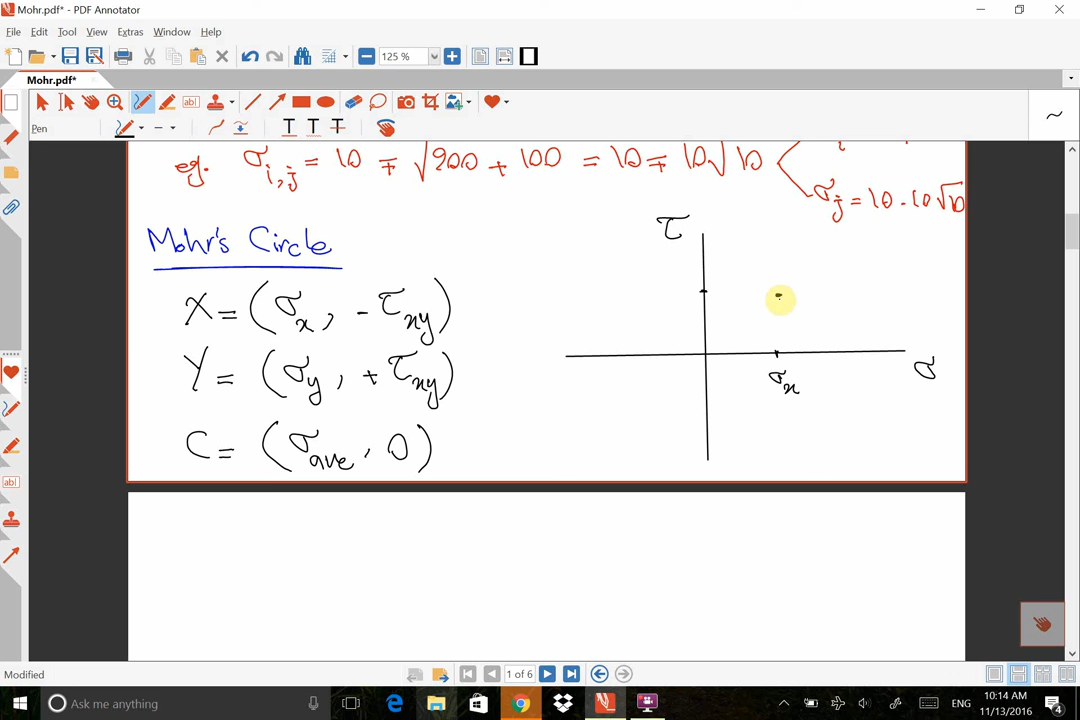 Mohr.pdf* - PDF Annotator
File Edit Tool View Extras Window Help
125 %
Mohr.pdf*
Pen
eg. σi,j = 10 ∓ √900 + 100 = 10 ∓ 10√10
σj = 10 - 10√10
Mohr's Circle
X = (σx, - τxy)
Y = (σy, + τxy)
C = (σave, 0)
τ
σ
σx
Modified
1 of 6
Ask me anything
ENG
10:14 AM
11/13/2016
4